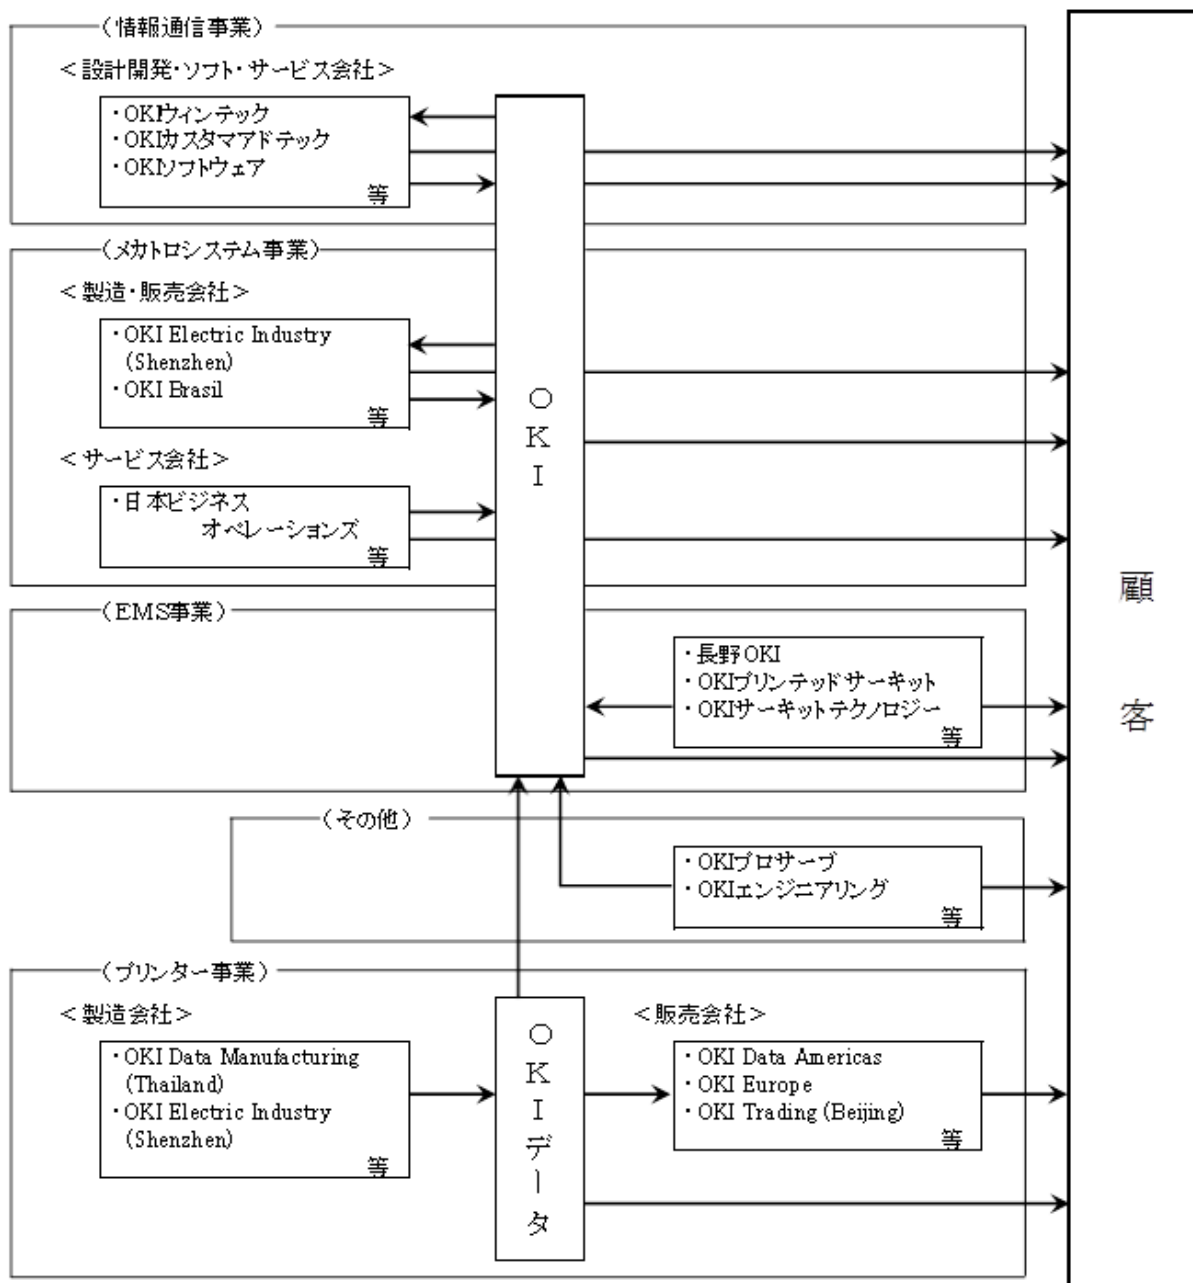 （情報通信事業）
＜設計開発・ソフト・サービス会社＞
・OKIウィンテック
・OKIカスタマアドテック
・OKIソフトウェア
等
（メカトロシステム事業）
＜製造・販売会社＞
・OKI Electric Industry
(Shenzhen)
・OKI Brasil
等
＜サービス会社＞
・日本ビジネス
オペレーションズ
等
OKI
（EMS事業）
・長野OKI
・OKIプリンテッドサーキット
・OKIサーキットテクノロジー
等
（その他）
・OKIプロサーブ
・OKIエンジニアリング
等
（プリンター事業）
＜製造会社＞
・OKI Data Manufacturing
(Thailand)
・OKI Electric Industry
(Shenzhen)
等
OKIデータ
＜販売会社＞
・OKI Data Americas
・OKI Europe
・OKI Trading (Beijing)
等
顧客